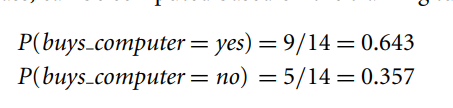 P(buys_computer = yes) = 9/14 = 0.643
P(buys_computer = no) = 5/14 = 0.357